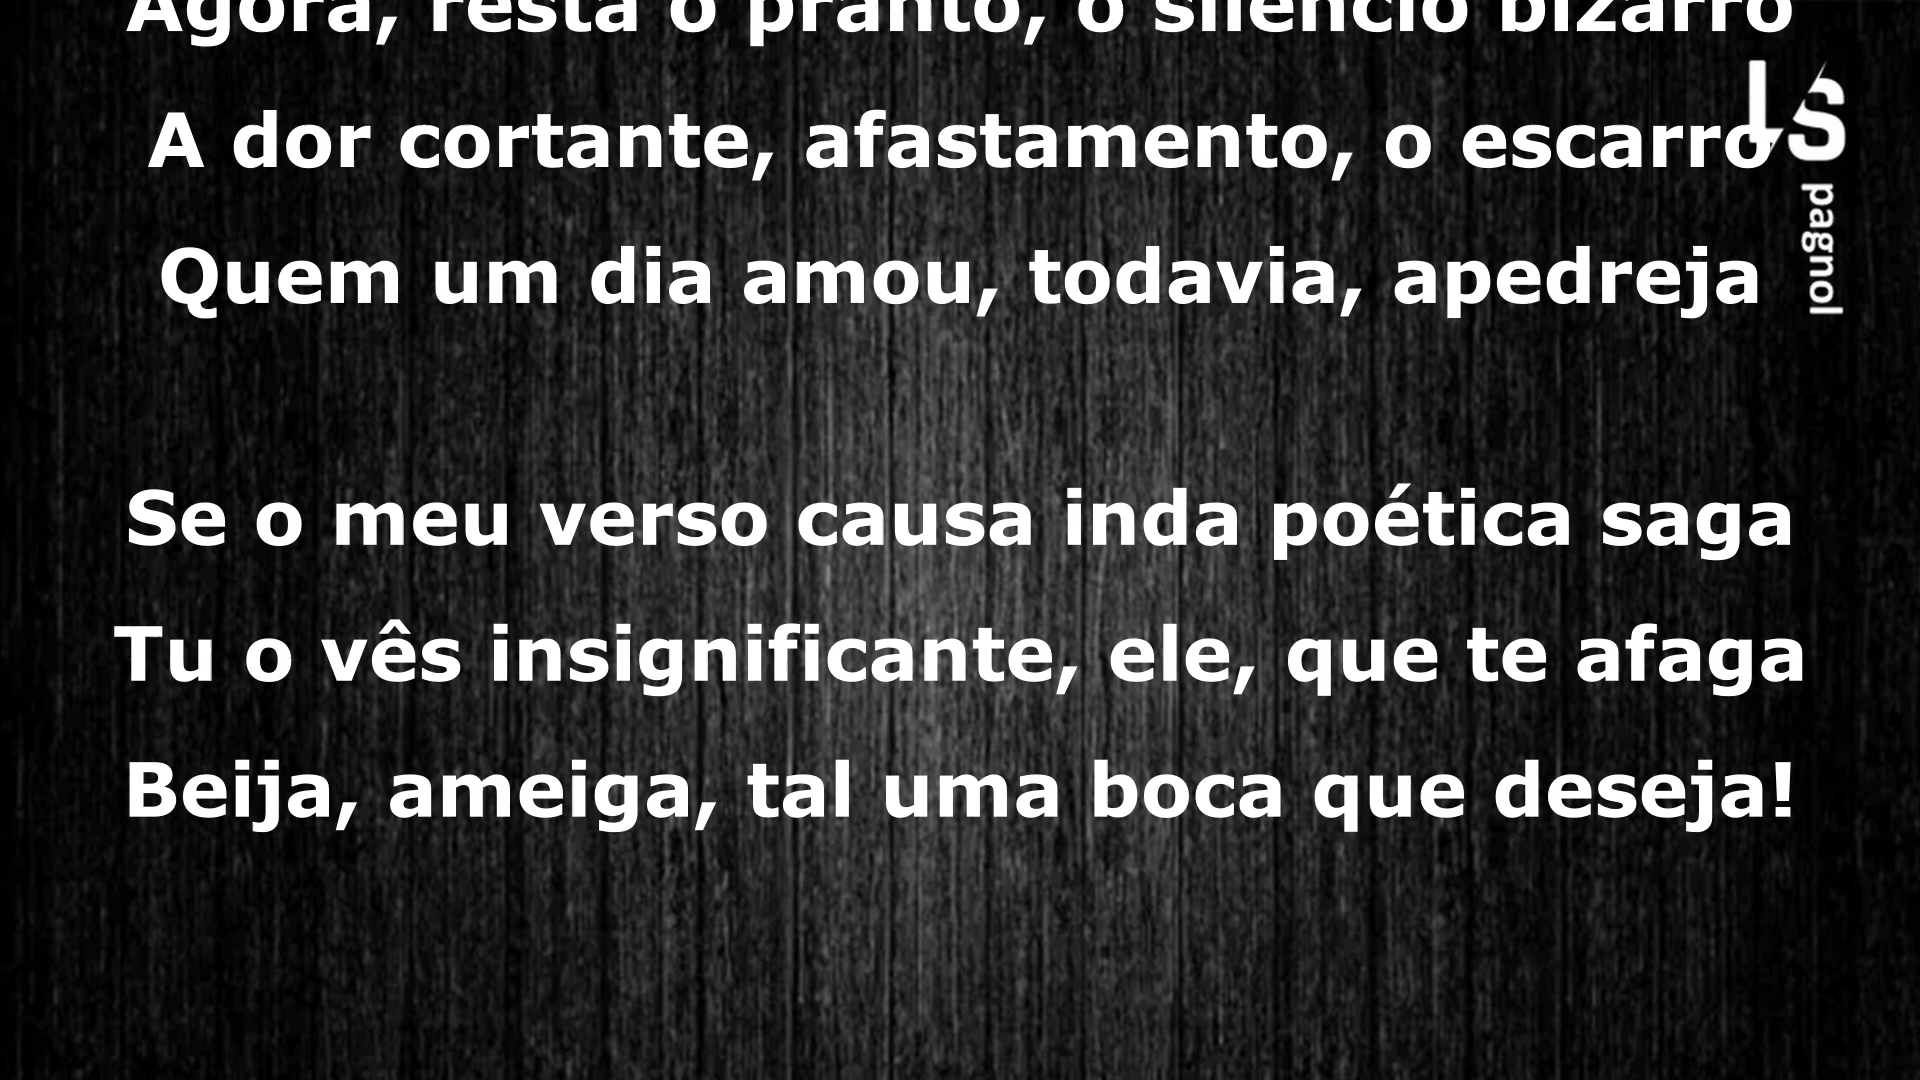 Agora, resta o pranto, o silêncio bizarro
A dor cortante, afastamento, o escarro
Quem um dia amou, todavia, apedreja
Se o meu verso causa inda poética saga
Tu o vês insignificante, ele, que te afaga
Beija, ameiga, tal uma boca que deseja!
LS
pagnol